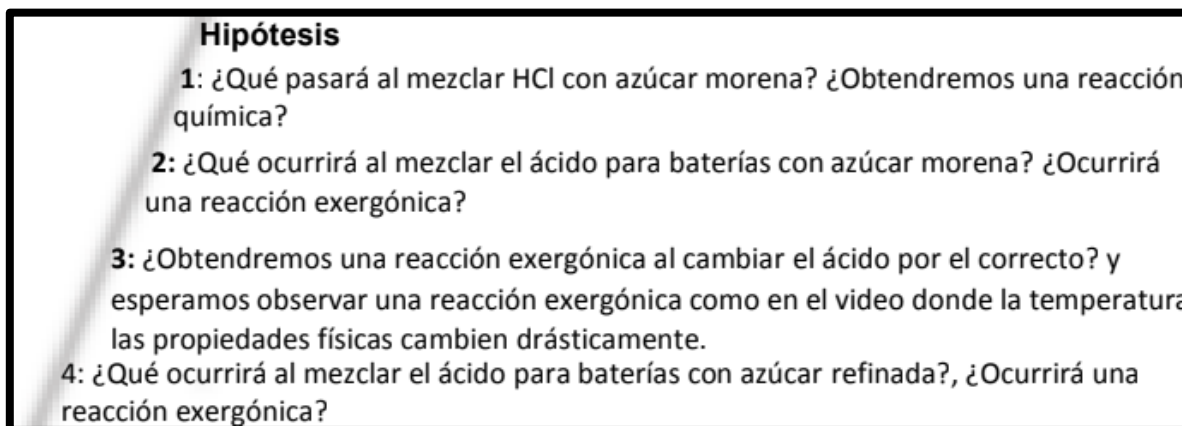 Hipótesis
1: ¿Qué pasará al mezclar HCl con azúcar morena? ¿Obtendremos una reacción
química?
2: ¿Qué ocurrirá al mezclar el ácido para baterías con azúcar morena? ¿Ocurrirá
una reacción exergónica?
3: ¿Obtendremos una reacción exergónica al cambiar el ácido por el correcto? y
esperamos observar una reacción exergónica como en el video donde la temperatura
las propiedades físicas cambien drásticamente.
4: ¿Qué ocurrirá al mezclar el ácido para baterías con azúcar refinada?, ¿Ocurrirá una
reacción exergónica?